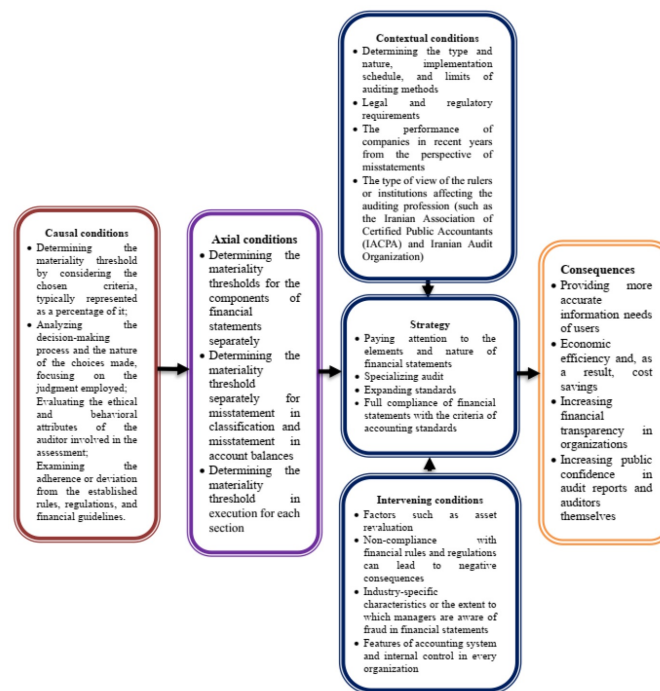 Contextual conditions
• Determining the type and
nature, implementation
schedule, and limits of
auditing methods
• Legal and regulatory
requirements
• The performance of
companies in recent years
from the perspective of
misstatements
• The type of view of the rulers
or institutions affecting the
auditing profession (such as
the Iranian Association of
Certified Public Accountants
(IACPA) and Iranian Audit
Organization)
Causal conditions
• Determining the
materiality threshold
by considering the
chosen criteria,
typically represented
as a percentage of it;
• Analyzing the
decision-making
process and the nature
of the choices made,
focusing on the
judgment employed;
Evaluating the ethical
and behavioral
attributes of the
auditor involved in the
assessment;
Examining the
adherence or deviation
from the established
rules, regulations, and
financial guidelines.
Axial conditions
• Determining the
materiality
thresholds for the
components of
financial
statements
separately
• Determining the
materiality
threshold
separately for
misstatement in
classification and
misstatement in
account balances
• Determining the
materiality
threshold in
execution for each
section
Strategy
• Paying attention to the
elements and nature of
financial statements
• Specializing audit
• Expanding standards
• Full compliance of financial
statements with the criteria of
accounting standards
Intervening conditions
• Factors such as asset
revaluation
• Non-compliance with
financial rules and regulations
can lead to negative
consequences
• Industry-specific
characteristics or the extent to
which managers are aware of
fraud in financial statements
• Features of accounting system
and internal control in every
organization
Consequences
• Providing more
accurate
information needs
of users
• Economic
efficiency and, as
a result, cost
savings
• Increasing
financial
transparency in
organizations
• Increasing public
confidence in
audit reports and
auditors
themselves